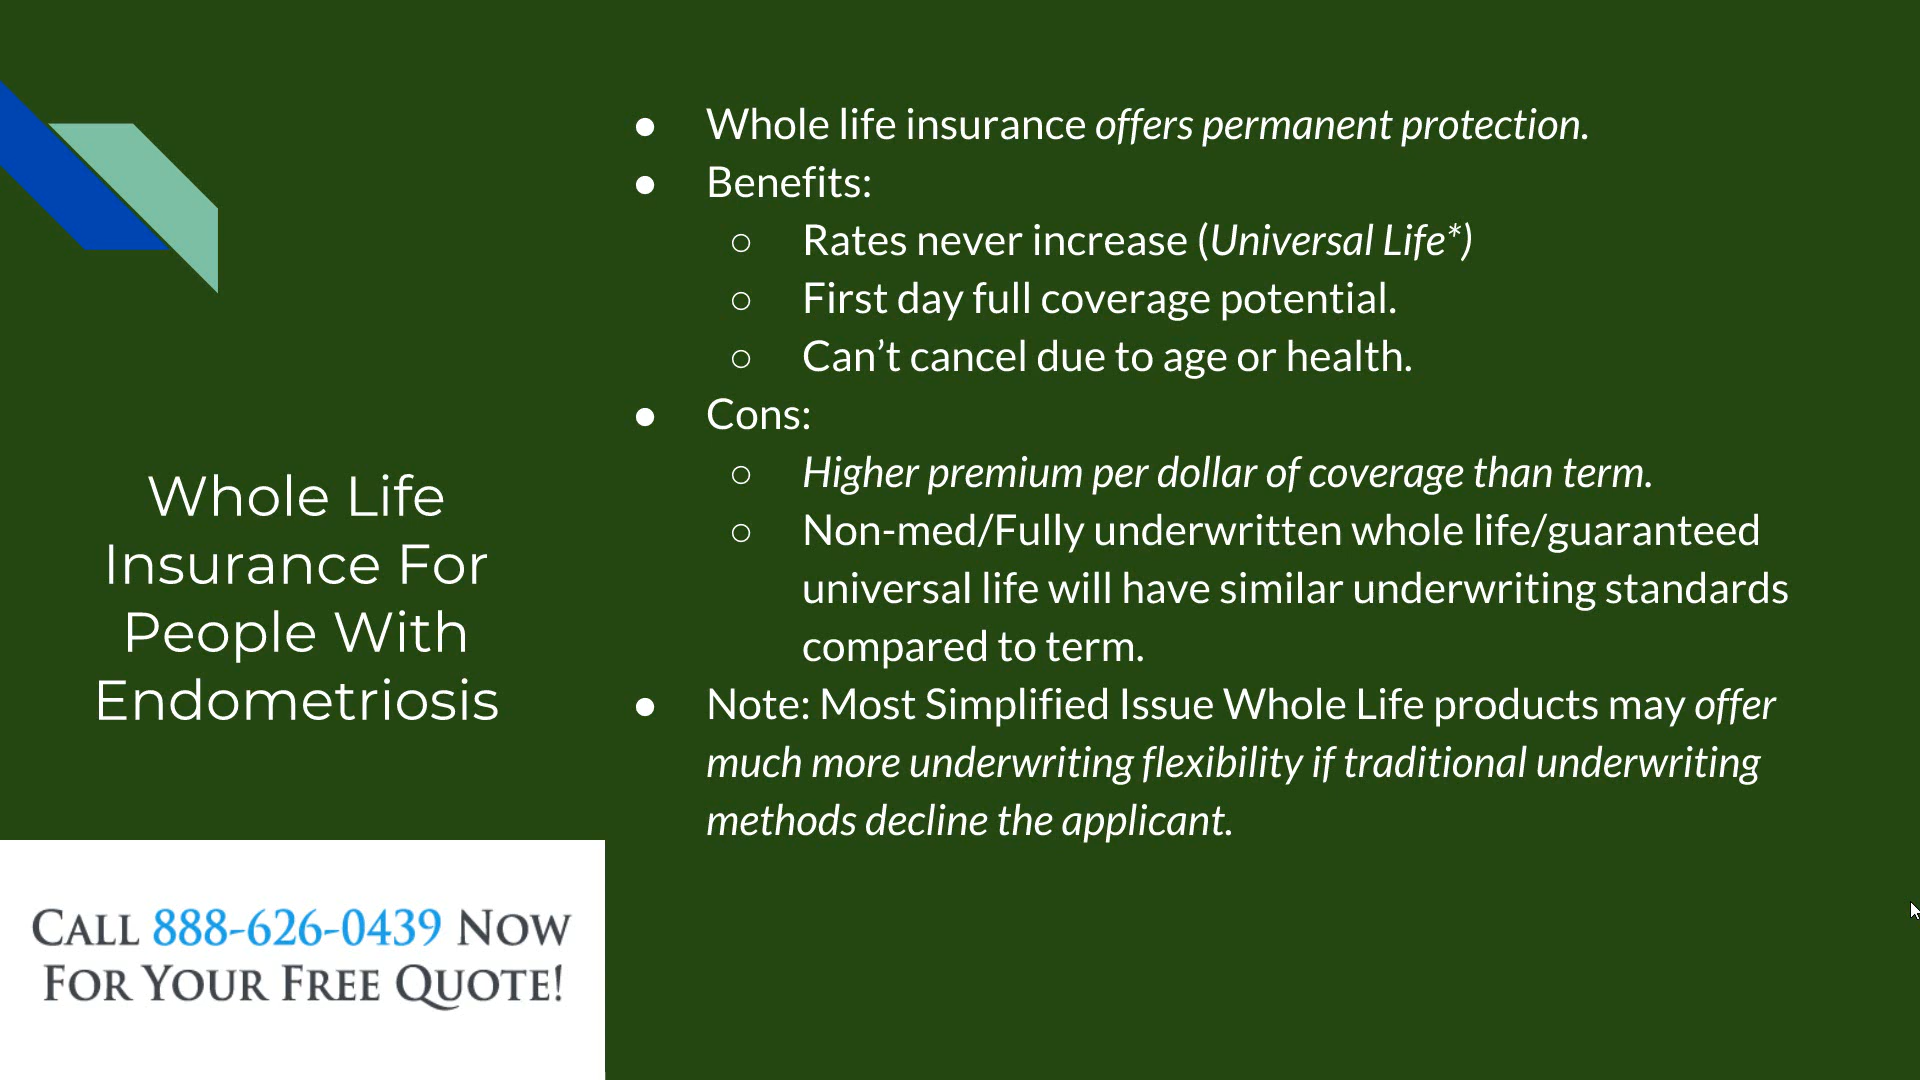 Whole Life
Insurance For
People With
Endometriosis
CALL 888-626-0439 NOW
FOR YOUR FREE QUOTE!
● Whole life insurance offers permanent protection.
● Benefits:
○ Rates never increase (Universal Life*)
○ First day full coverage potential.
○ Can’t cancel due to age or health.
● Cons:
○ Higher premium per dollar of coverage than term.
○ Non-med/Fully underwritten whole life/guaranteed
universal life will have similar underwriting standards
compared to term.
● Note: Most Simplified Issue Whole Life products may offer
much more underwriting flexibility if traditional underwriting
methods decline the applicant.